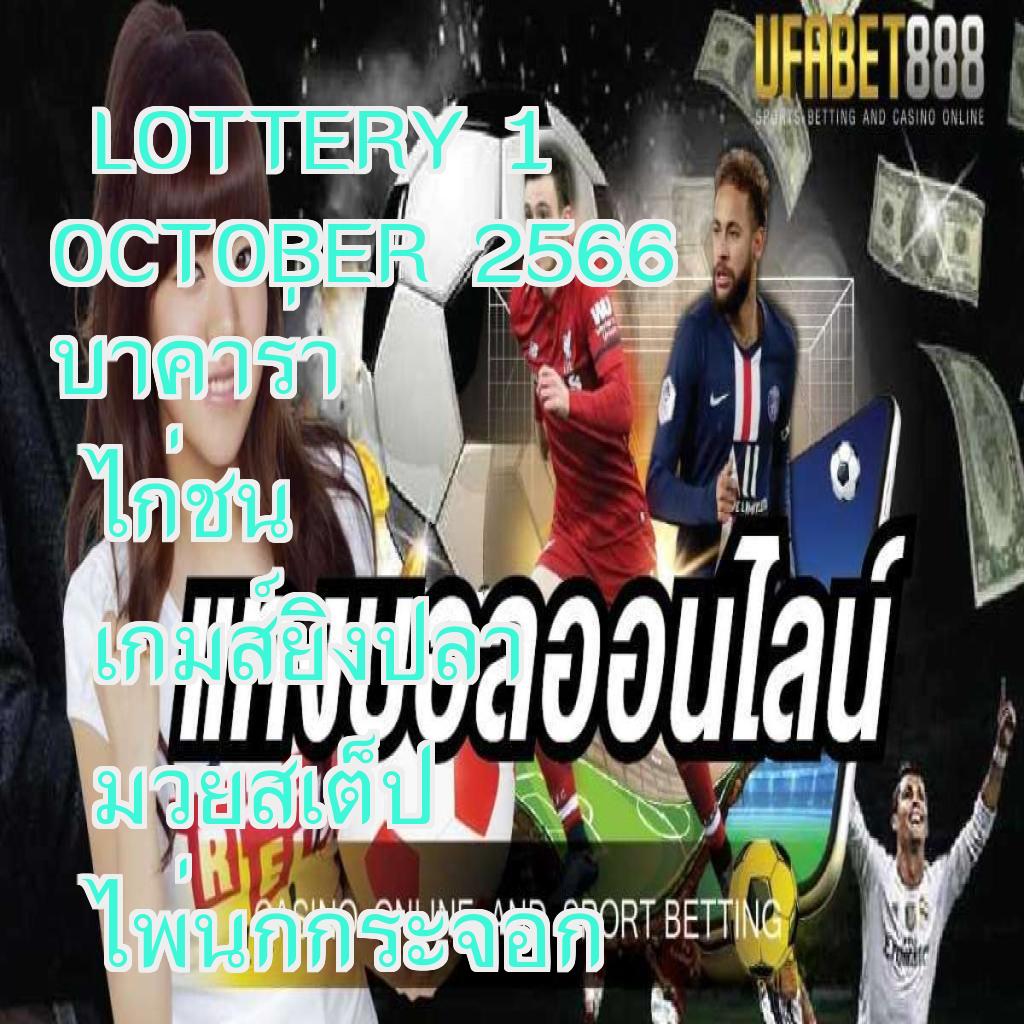 UFABET888
SPORTS BETTING AND CASINO ONLINE
LOTTERY 1
OCTOBER 2566
บาคาร่า
ไก่ชน
เกมส์ยิงปลา
มวยสเต็ป
ไพ่นกกระจอก
แทงบอลออนไลน์
CASINO ONLINE AND SPORT BETTING